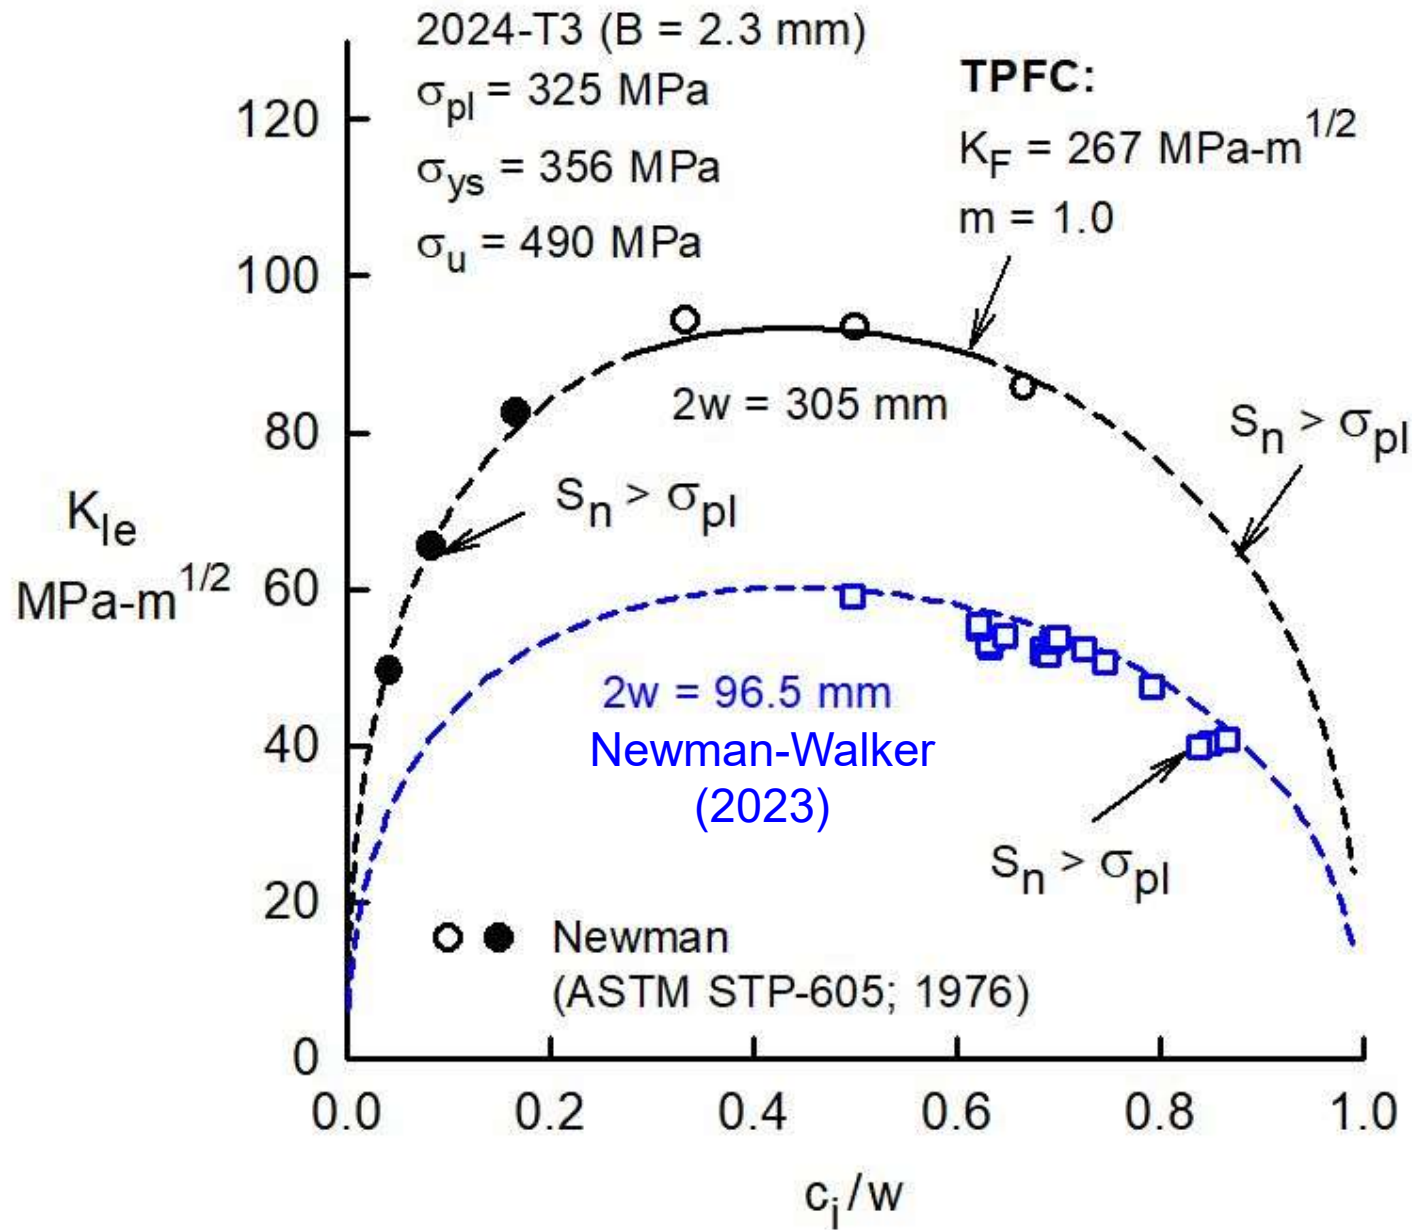 2024-T3 (B = 2.3 mm)
σpl = 325 MPa
σys = 356 MPa
σu = 490 MPa
TPFC:
KF = 267 MPa-m^1/2
m = 1.0
120
100
80
60
40
20
0
KIe
MPa-m^1/2
2w = 305 mm
Sn > σpl
Sn > σpl
2w = 96.5 mm
Newman-Walker
(2023)
Sn > σpl
Newman
(ASTM STP-605; 1976)
0.0 0.2 0.4 0.6 0.8 1.0
ci/w